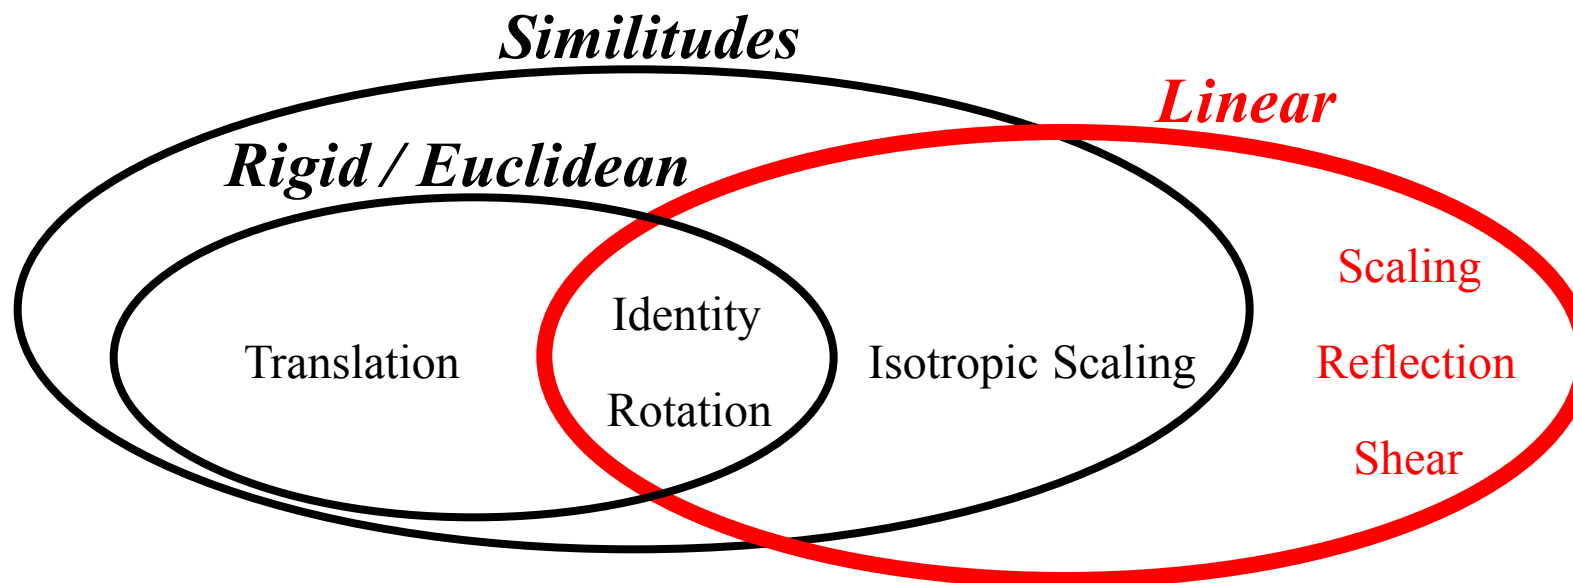 Similitudes
Linear
Rigid / Euclidean
Scaling
Identity
Translation
Isotropic Scaling
Reflection
Rotation
Shear